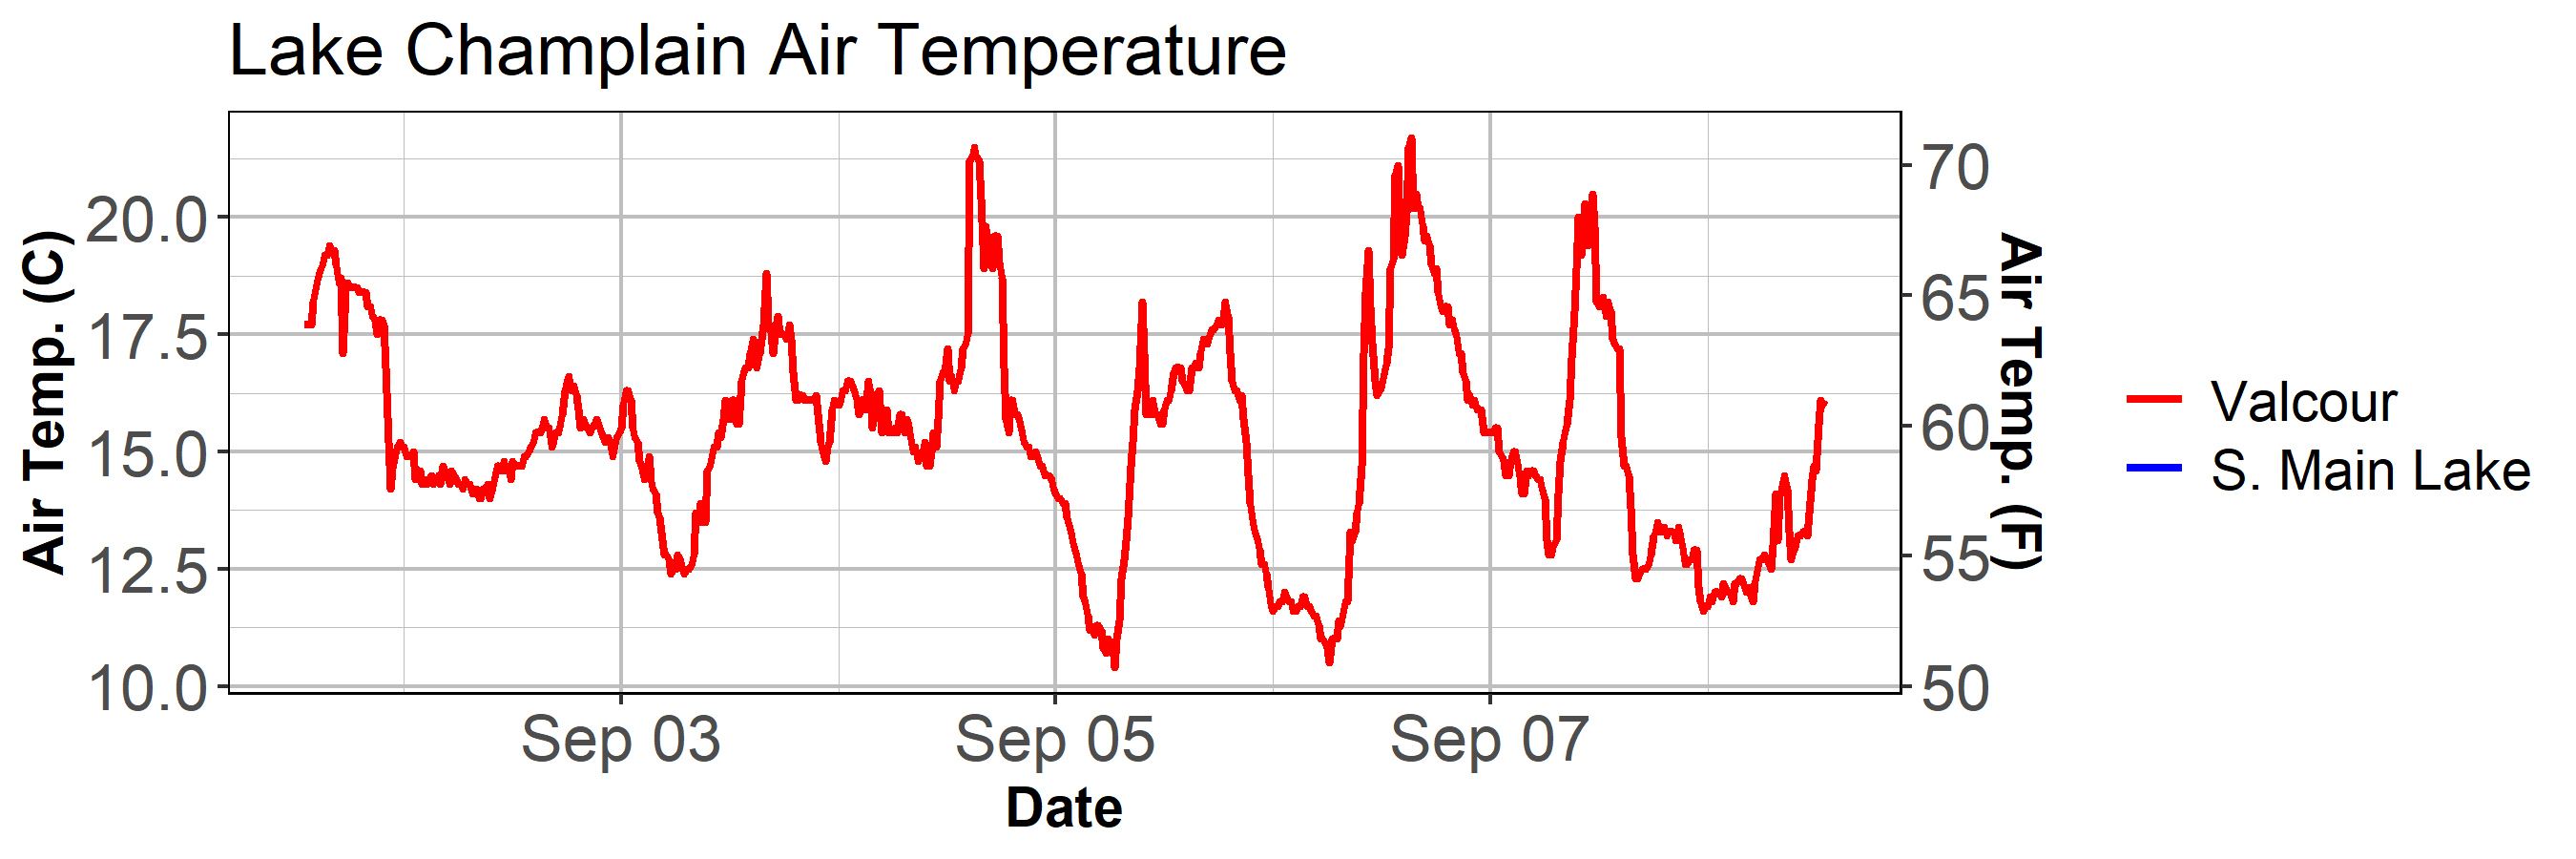 Lake Champlain Air Temperature
Air Temp. (C)
20.0
17.5
15.0
12.5
10.0
70
65
60
55
50
Air Temp. (F)
Sep 03
Sep 05
Sep 07
Date
Valcour
S. Main Lake